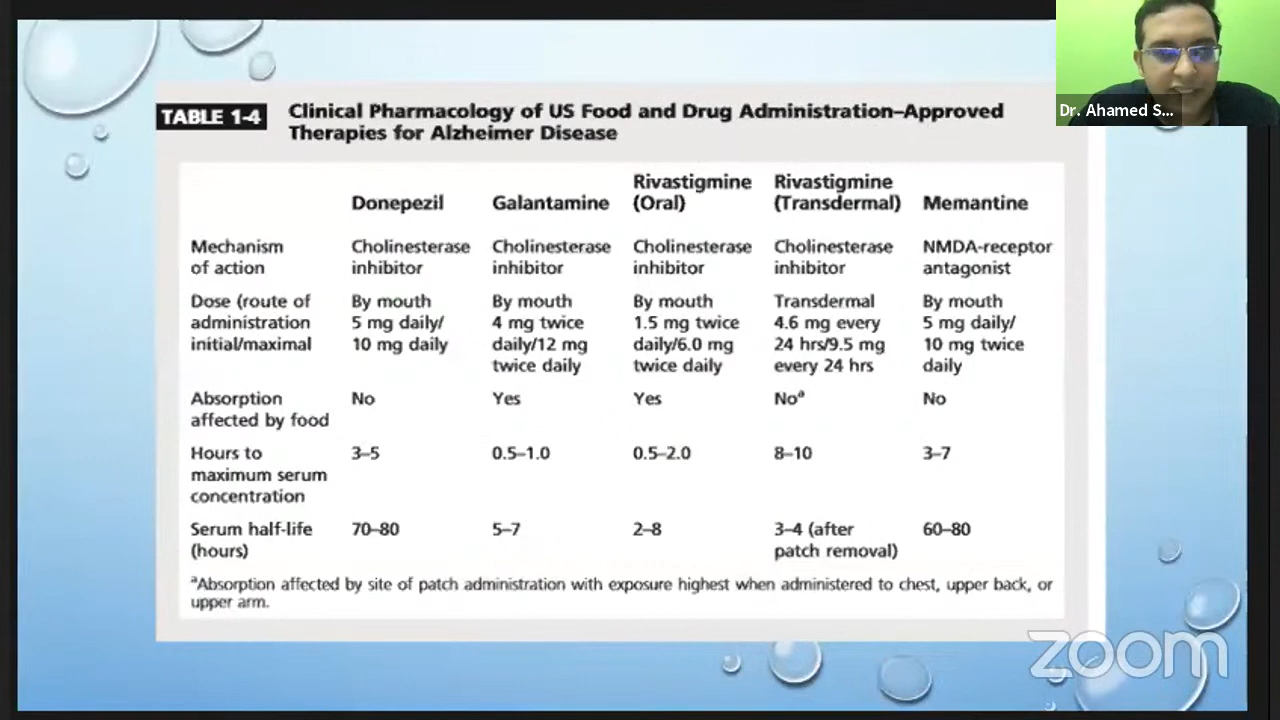 Dr. Ahamed S...
TABLE 1-4
Clinical Pharmacology of US Food and Drug Administration–Approved
Therapies for Alzheimer Disease
Donepezil
Galantamine
Rivastigmine
(Oral)
Rivastigmine
(Transdermal)
Memantine
Mechanism
of action
Cholinesterase
inhibitor
Cholinesterase
inhibitor
Cholinesterase
inhibitor
Cholinesterase
inhibitor
NMDA-receptor
antagonist
Dose (route of
administration
initial/maximal
By mouth
5 mg daily/
10 mg daily
By mouth
4 mg twice
daily/12 mg
twice daily
By mouth
1.5 mg twice
daily/6.0 mg
twice daily
Transdermal
4.6 mg every
24 hrs/9.5 mg
every 24 hrs
By mouth
5 mg daily/
10 mg twice
daily
Absorption
affected by food
No
Yes
Yes
Noᵃ
No
Hours to
maximum serum
concentration
3–5
0.5–1.0
0.5–2.0
8–10
3–7
Serum half-life
(hours)
70–80
5–7
2–8
3–4 (after
patch removal)
60–80
ᵃAbsorption affected by site of patch administration with exposure highest when administered to chest, upper back, or
upper arm.
zoom